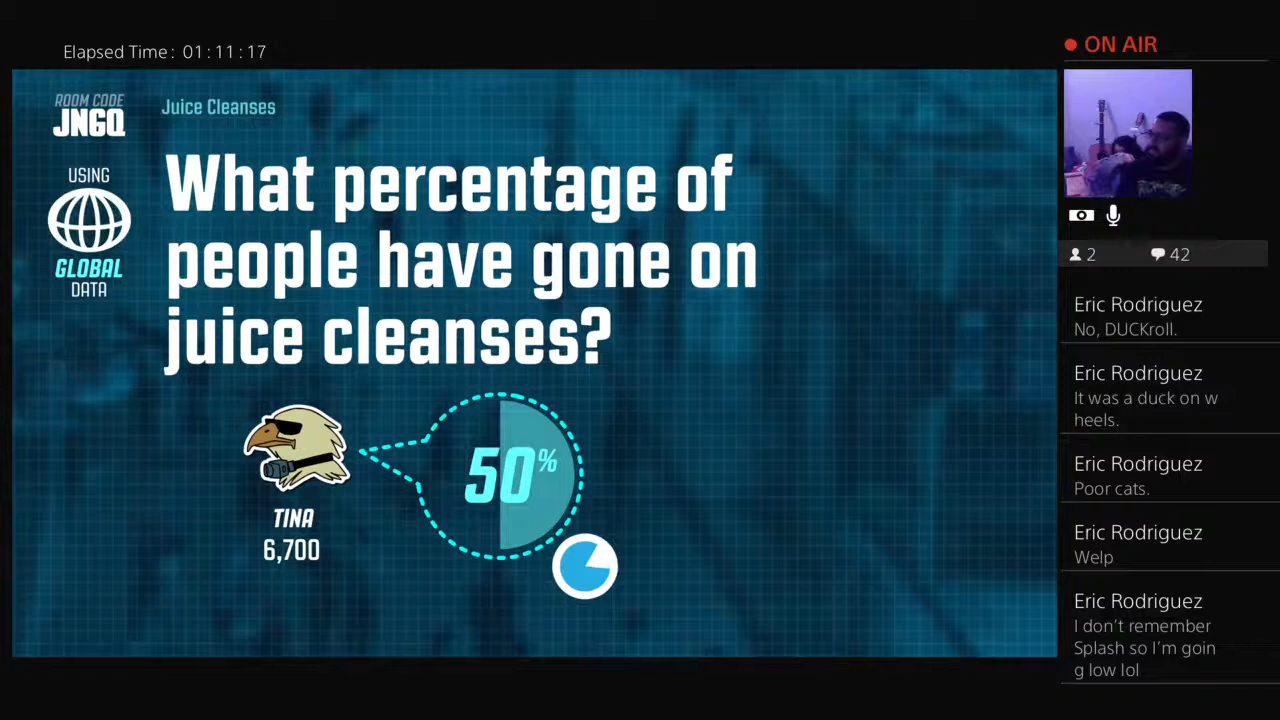 Elapsed Time: 01:11:17
ON AIR
ROOM CODE
JNGQ
Juice Cleanses
USING
GLOBAL
DATA
What percentage of
people have gone on
juice cleanses?
50%
TINA
6,700
2
42
Eric Rodriguez
No, DUCKroll.
Eric Rodriguez
It was a duck on w
heels.
Eric Rodriguez
Poor cats.
Eric Rodriguez
Welp
Eric Rodriguez
I don't remember
Splash so I'm goin
g low lol